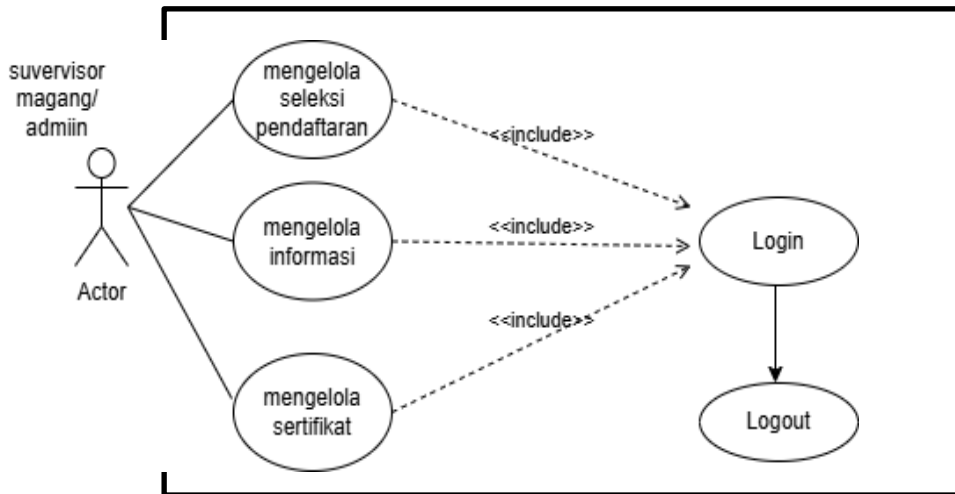 suvervisor
magang/
admiin
Actor
mengelola
seleksi
pendaftaran
<<include>>
mengelola
informasi
<<include>>
Login
<<include>>
mengelola
sertifikat
Logout